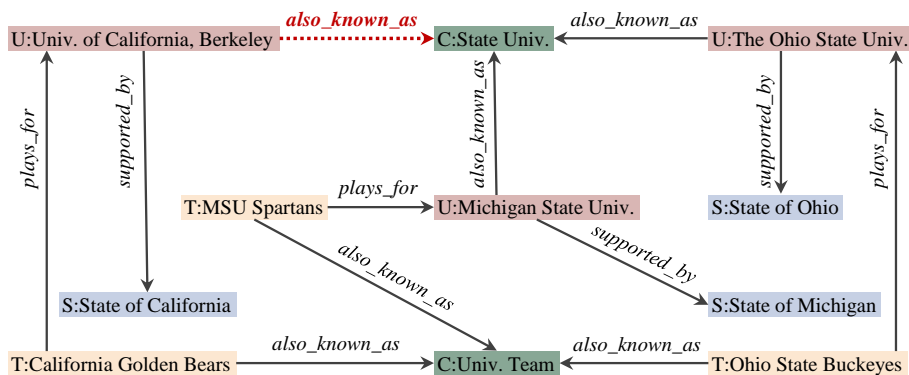 also_known_as
also_known_as
U:Univ. of California, Berkeley
C:State Univ.
U:The Ohio State Univ.
plays_for
supported_by
also_known_as
supported_by
plays_for
plays_for
T:MSU Spartans
U:Michigan State Univ.
S:State of Ohio
also_known_as
supported_by
S:State of California
S:State of Michigan
also_known_as
also_known_as
T:California Golden Bears
C:Univ. Team
T:Ohio State Buckeyes